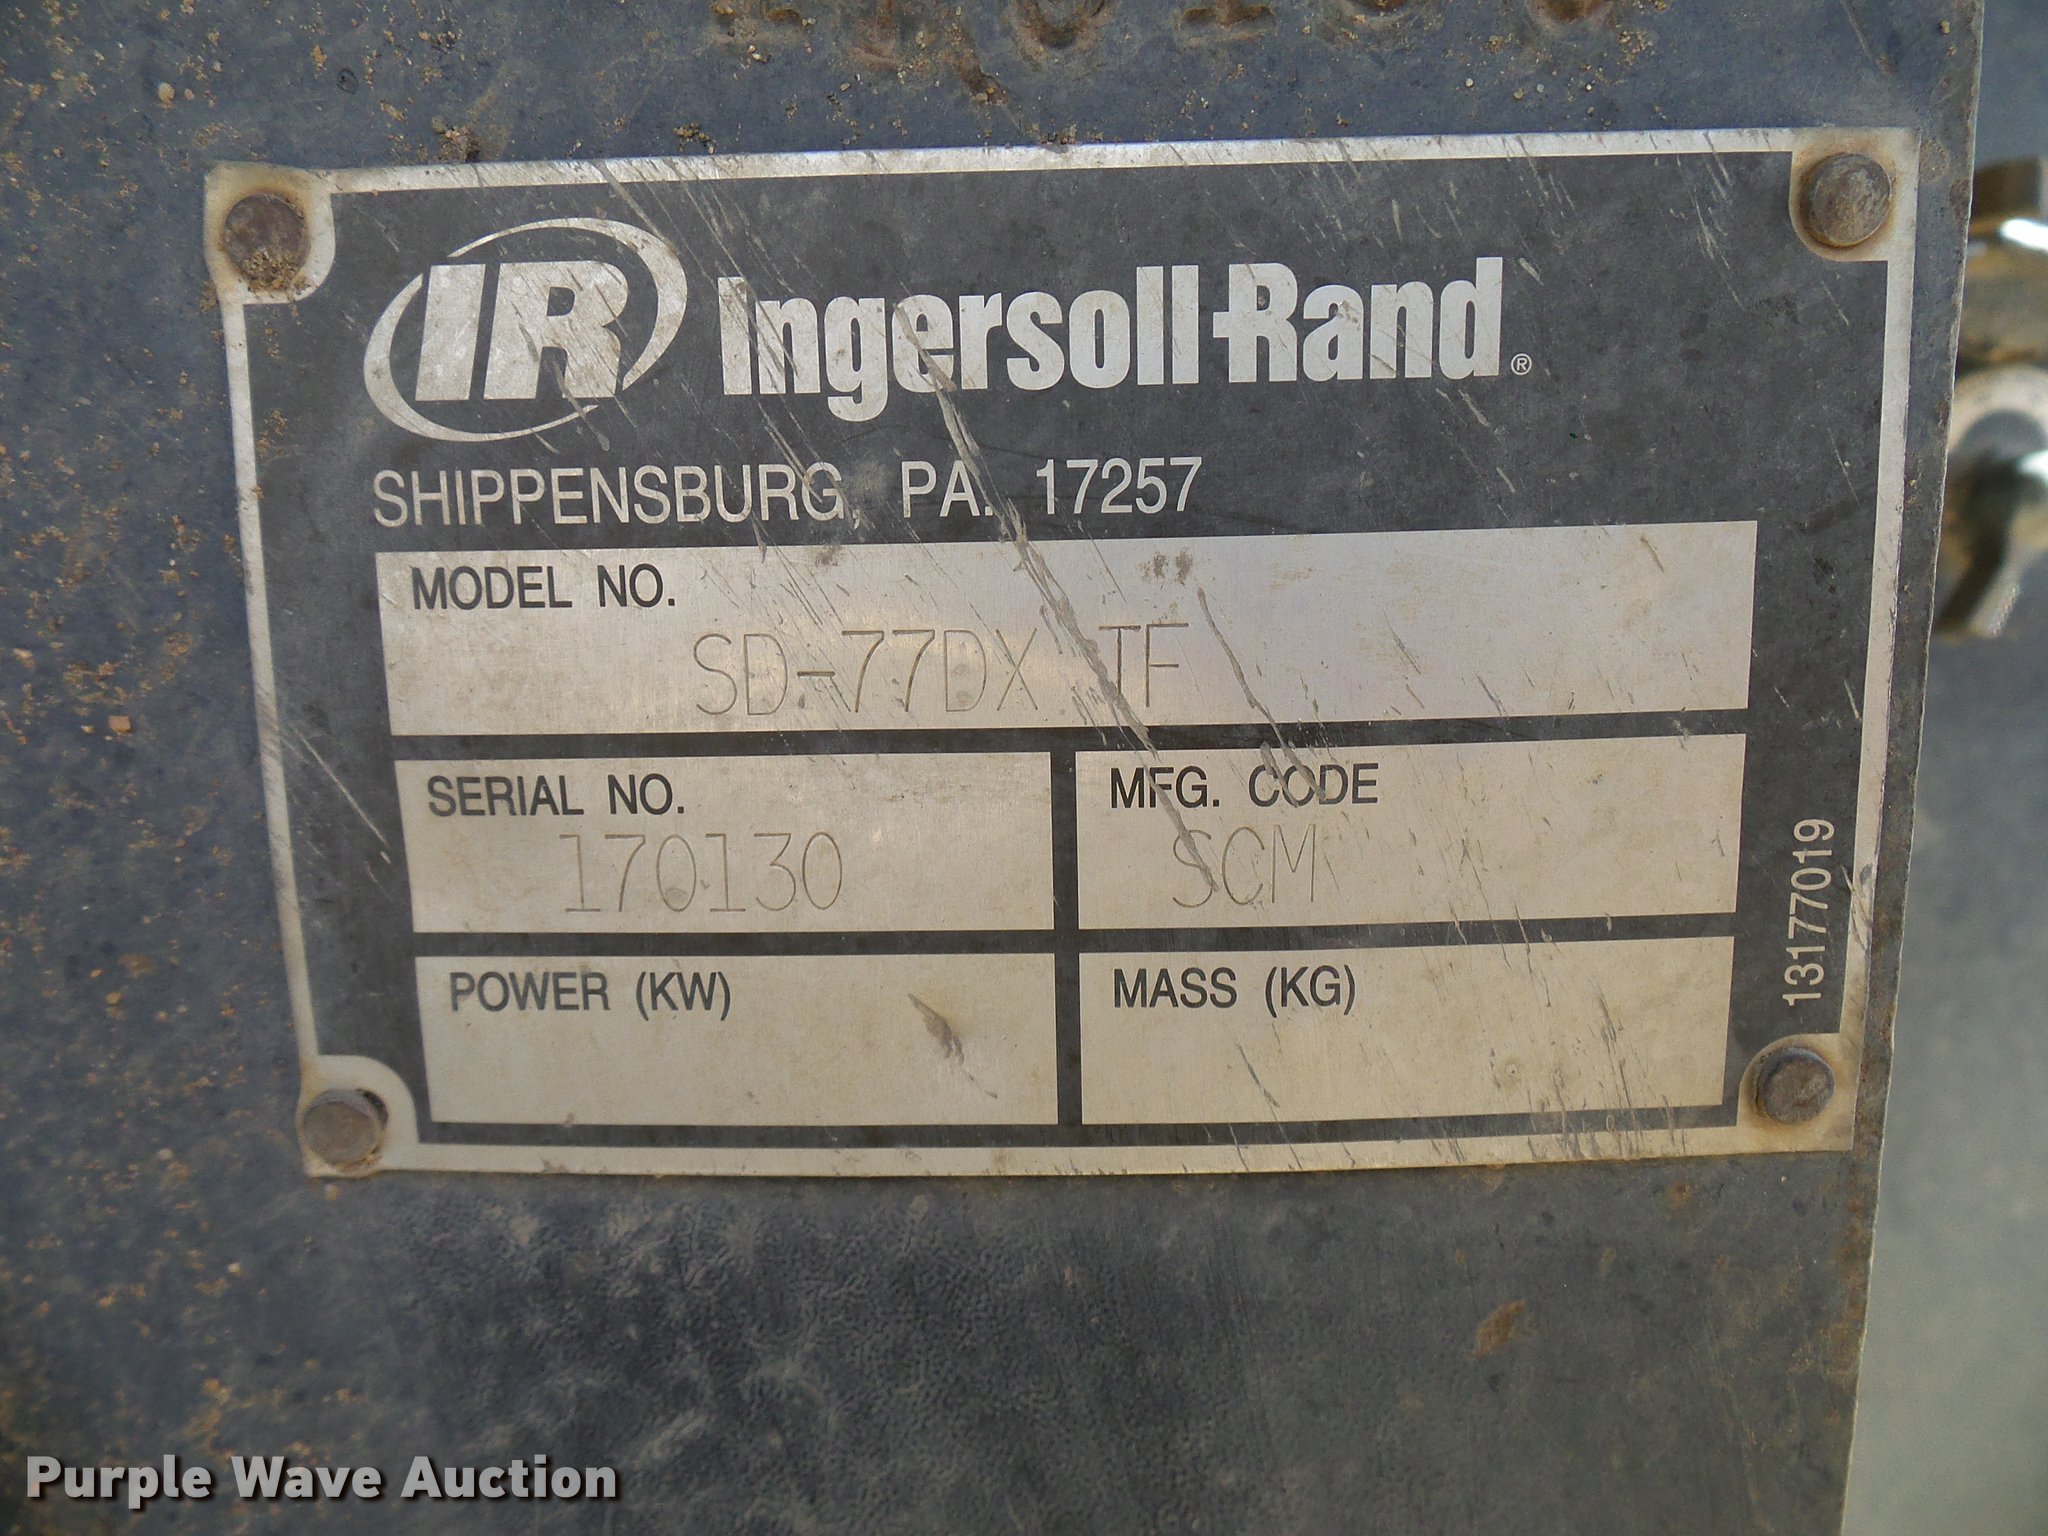 IR Ingersoll-Rand®
SHIPPENSBURG, PA. 17257
MODEL NO.
SD-77DX TF
SERIAL NO.
170130
MFG. CODE
SCM
POWER (KW)
MASS (KG)
13177019
Purple Wave Auction